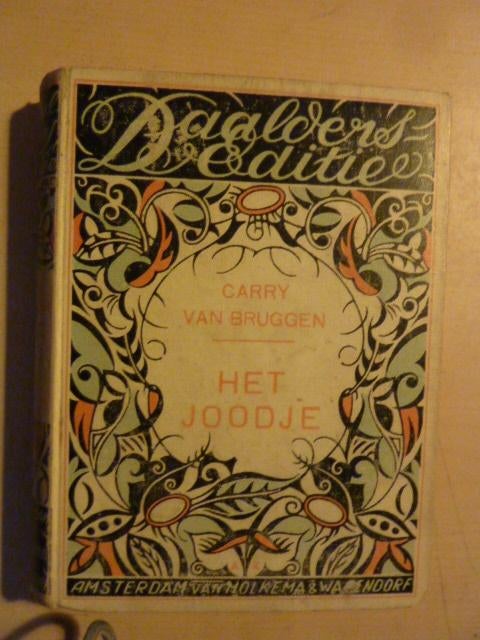 Daalders-
Editie
CARRY
VAN BRUGGEN
HET
JOODJE
AMSTERDAM VAN HOLKEMA & WARENDORF